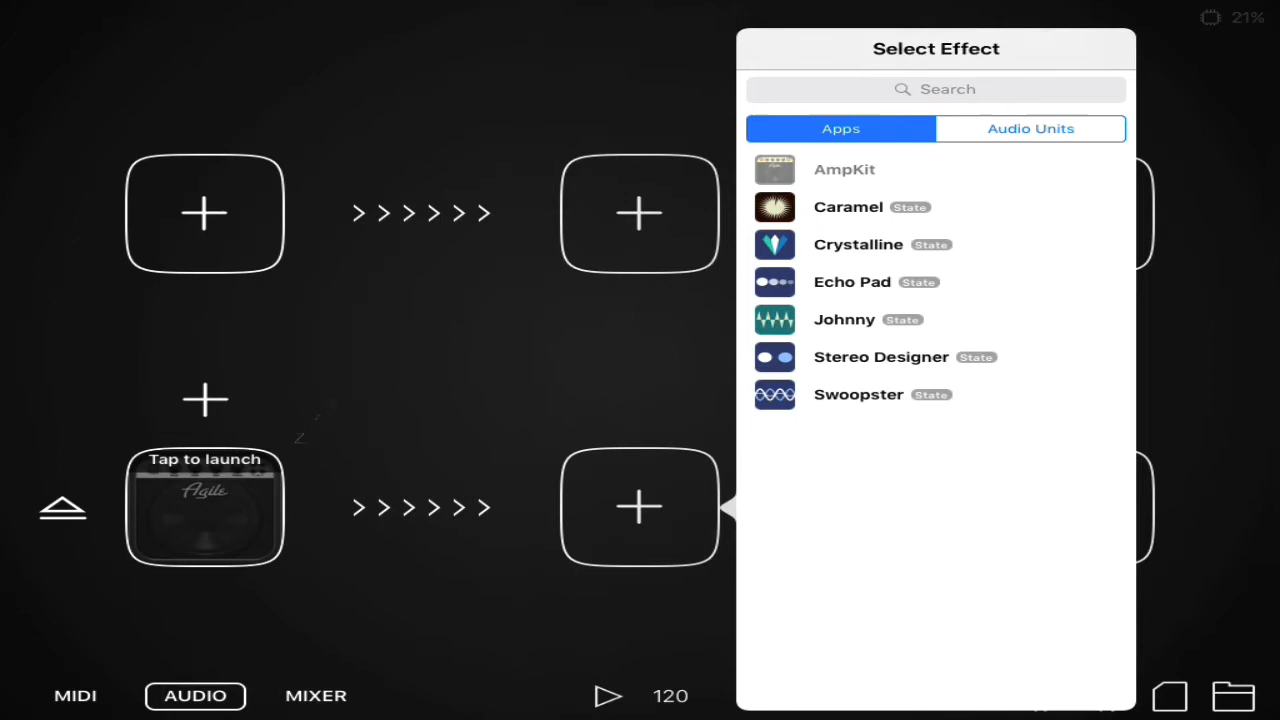 21%
Select Effect
Search
Apps
Audio Units
AmpKit
Caramel State
Crystalline State
Echo Pad State
Johnny State
Stereo Designer State
Swoopster State
Tap to launch
Agile
Z
MIDI
AUDIO
MIXER
120